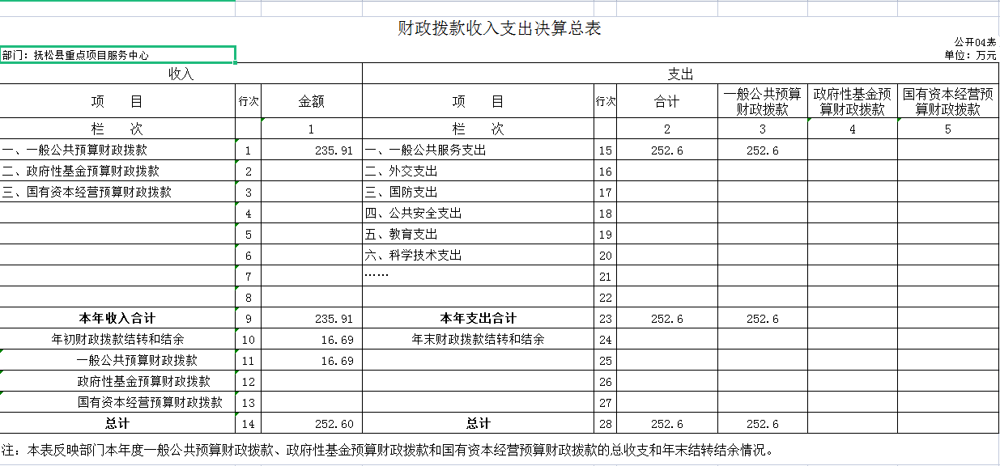 财政拨款收入支出决算总表
公开04表
部门：抚松县重点项目服务中心
单位：万元
收入 支出
项 目 行次 金额 项 目 行次 合计 一般公共预算财政拨款 政府性基金预算财政拨款 国有资本经营预算财政拨款
栏 次 1 栏 次 2 3 4 5
一、一般公共预算财政拨款 1 235.91 一、一般公共服务支出 15 252.6 252.6
二、政府性基金预算财政拨款 2 二、外交支出 16
三、国有资本经营预算财政拨款 3 三、国防支出 17
4 四、公共安全支出 18
5 五、教育支出 19
6 六、科学技术支出 20
7 …… 21
8 22
本年收入合计 9 235.91 本年支出合计 23 252.6 252.6
年初财政拨款结转和结余 10 16.69 年末财政拨款结转和结余 24
一般公共预算财政拨款 11 16.69 25
政府性基金预算财政拨款 12 26
国有资本经营预算财政拨款 13 27
总计 14 252.60 总计 28 252.6 252.6
注：本表反映部门本年度一般公共预算财政拨款、政府性基金预算财政拨款和国有资本经营预算财政拨款的总收支和年末结转结余情况。